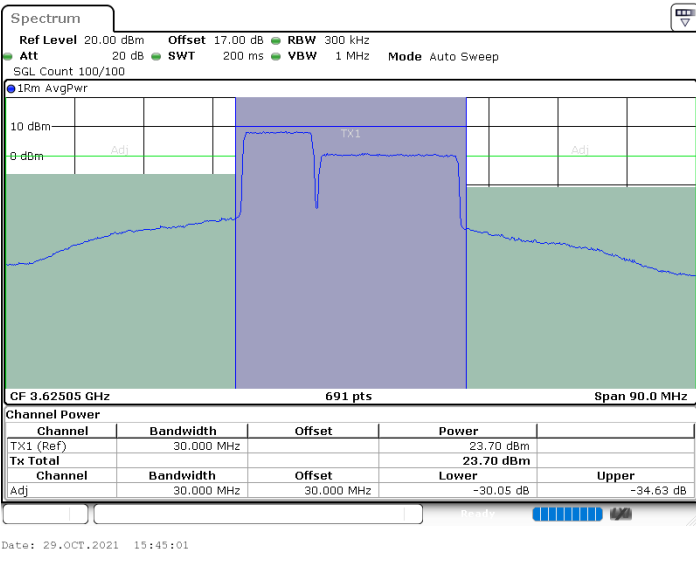 Spectrum
Ref Level 20.00 dBm Offset 17.00 dB RBW 300 kHz
Att 20 dB SWT 200 ms VBW 1 MHz Mode Auto Sweep
SGL Count 100/100
1Rm AvgPwr
10 dBm
TX1
Adj Adj
0 dBm
CF 3.62505 GHz 691 pts Span 90.0 MHz
Channel Power
Channel Bandwidth Offset Power
TX1 (Ref) 30.000 MHz 23.70 dBm
Tx Total 23.70 dBm
Channel Bandwidth Offset Lower Upper
Adj 30.000 MHz 30.000 MHz -30.05 dB -34.63 dB
Ready
Date: 29.OCT.2021 15:45:01